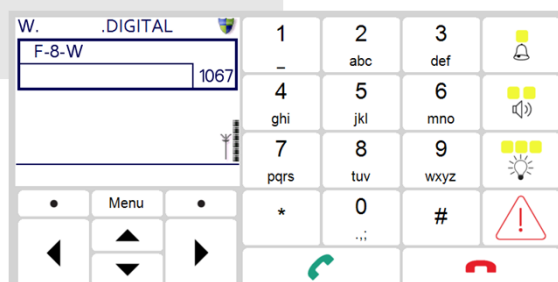 W. .DIGITAL
F-8-W
1067
1
_
2
abc
3
def
4
ghi
5
jkl
6
mno
7
pqrs
8
tuv
9
wxyz
Menu
*
0
.,;
#